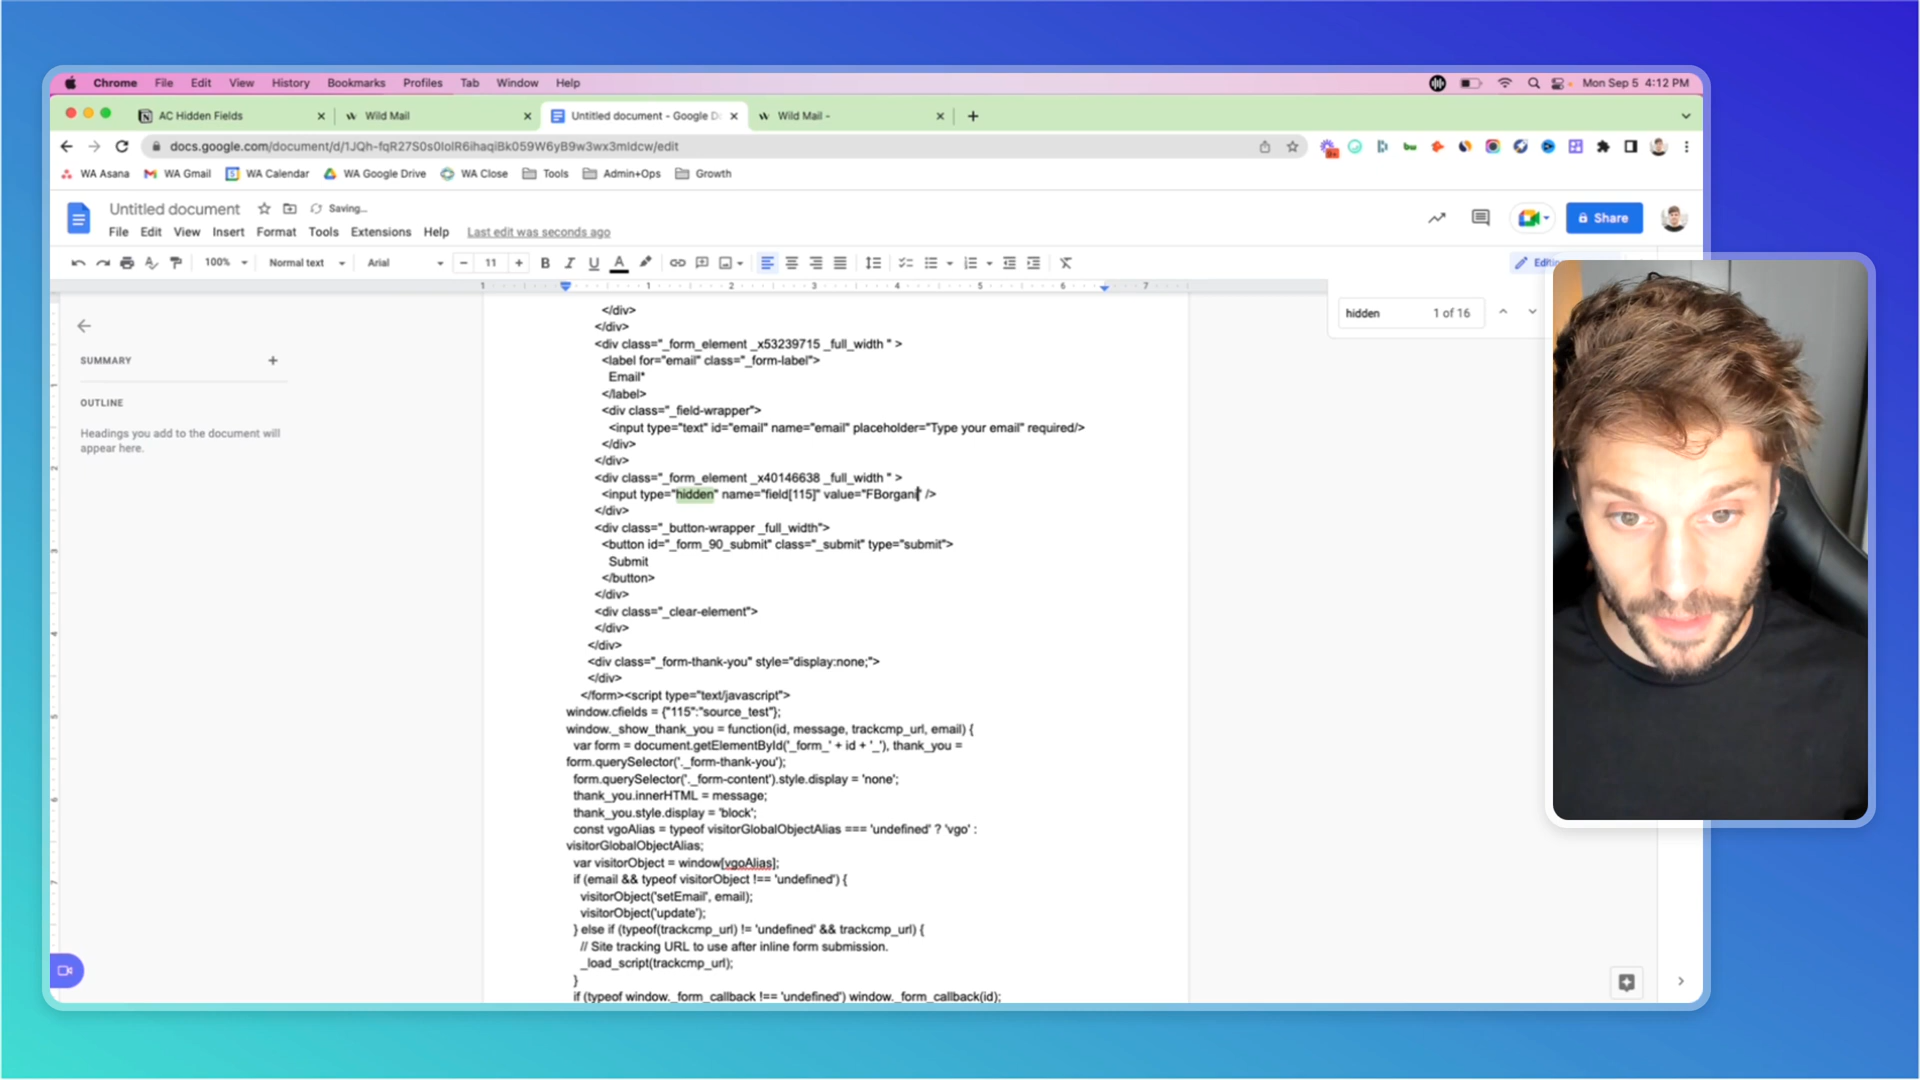 Chrome File Edit View History Bookmarks Profiles Tab Window Help Mon Sep 5 4:12 PM
AC Hidden Fields Wild Mail Untitled document - Google D Wild Mail -
docs.google.com/document/d/1JQh-fqR27S0s0IoIR6ihaqiBk059W6yB9w3wx3mIdcw/edit
WA Asana WA Gmail WA Calendar WA Google Drive WA Close Tools Admin+Ops Growth
Untitled document Saving...
File Edit View Insert Format Tools Extensions Help Last edit was seconds ago
Share
100% Normal text Arial 11
hidden 1 of 16
SUMMARY
OUTLINE
Headings you add to the document will
appear here.
</div>
</div>
<div class="_form_element _x53239715 _full_width " >
<label for="email" class="_form-label">
Email*
</label>
<div class="_field-wrapper">
<input type="text" id="email" name="email" placeholder="Type your email" required/>
</div>
</div>
<div class="_form_element _x40146638 _full_width " >
<input type="hidden" name="field[115]" value="FBorgani" />
</div>
<div class="_button-wrapper _full_width">
<button id="_form_90_submit" class="_submit" type="submit">
Submit
</button>
</div>
<div class="_clear-element">
</div>
</div>
<div class="_form-thank-you" style="display:none;">
</div>
</form><script type="text/javascript">
window.cfields = {"115":"source_test"};
window._show_thank_you = function(id, message, trackcmp_url, email) {
var form = document.getElementById('_form_' + id + '_'), thank_you =
form.querySelector('._form-thank-you');
form.querySelector('._form-content').style.display = 'none';
thank_you.innerHTML = message;
thank_you.style.display = 'block';
const vgoAlias = typeof visitorGlobalObjectAlias === 'undefined' ? 'vgo' :
visitorGlobalObjectAlias;
var visitorObject = window[vgoAlias];
if (email && typeof visitorObject !== 'undefined') {
visitorObject('setEmail', email);
visitorObject('update');
} else if (typeof(trackcmp_url) != 'undefined' && trackcmp_url) {
// Site tracking URL to use after inline form submission.
_load_script(trackcmp_url);
}
if (typeof window._form_callback !== 'undefined') window._form_callback(id);